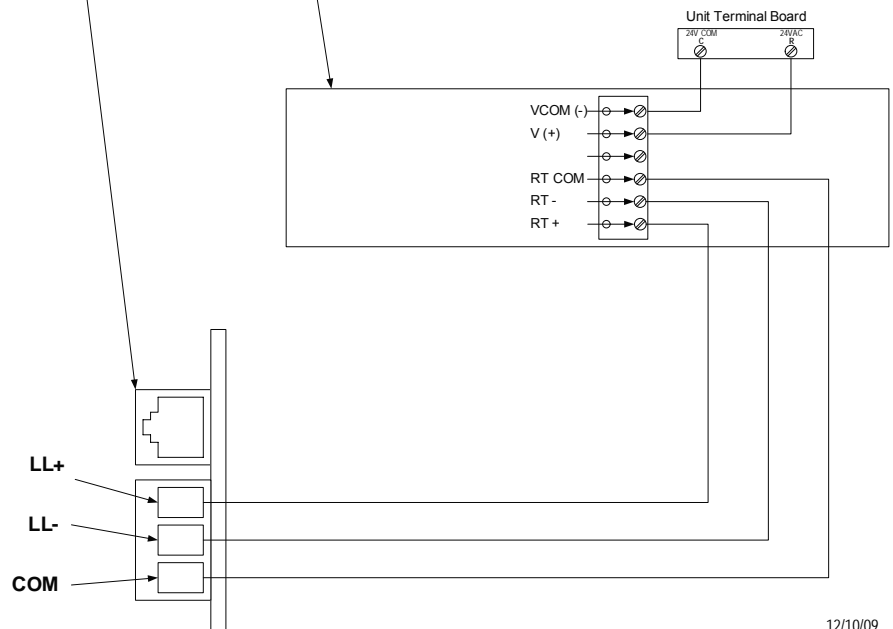 Unit Terminal Board
24V COM
C
24VAC
R
VCOM (-)
V (+)
RT COM
RT -
RT +
LL+
LL-
COM
12/10/09